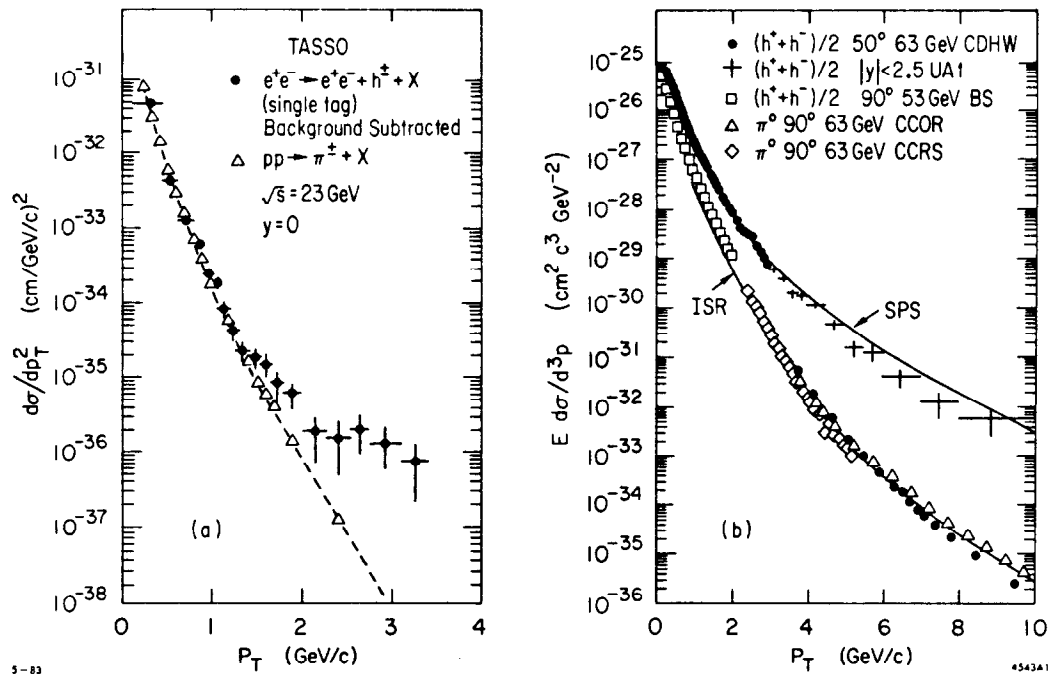 TASSO
● e⁺e⁻ → e⁺e⁻ + h± + X
(single tag)
Background Subtracted
△ pp → π± + X
√s = 23 GeV
y = 0
dσ/dp_T² (cm/GeV/c)²
10⁻³¹
10⁻³²
10⁻³³
10⁻³⁴
10⁻³⁵
10⁻³⁶
10⁻³⁷
10⁻³⁸
(a)
0 1 2 3 4
P_T (GeV/c)
5-83
● (h⁺+h⁻)/2 50° 63 GeV CDHW
+ (h⁺+h⁻)/2 |y|<2.5 UA1
□ (h⁺+h⁻)/2 90° 53 GeV BS
△ π° 90° 63 GeV CCOR
◇ π° 90° 63 GeV CCRS
E dσ/d³p (cm² c³ GeV⁻²)
10⁻²⁵
10⁻²⁶
10⁻²⁷
10⁻²⁸
10⁻²⁹
10⁻³⁰
10⁻³¹
10⁻³²
10⁻³³
10⁻³⁴
10⁻³⁵
10⁻³⁶
ISR
SPS
(b)
0 2 4 6 8 10
P_T (GeV/c)
4543A1